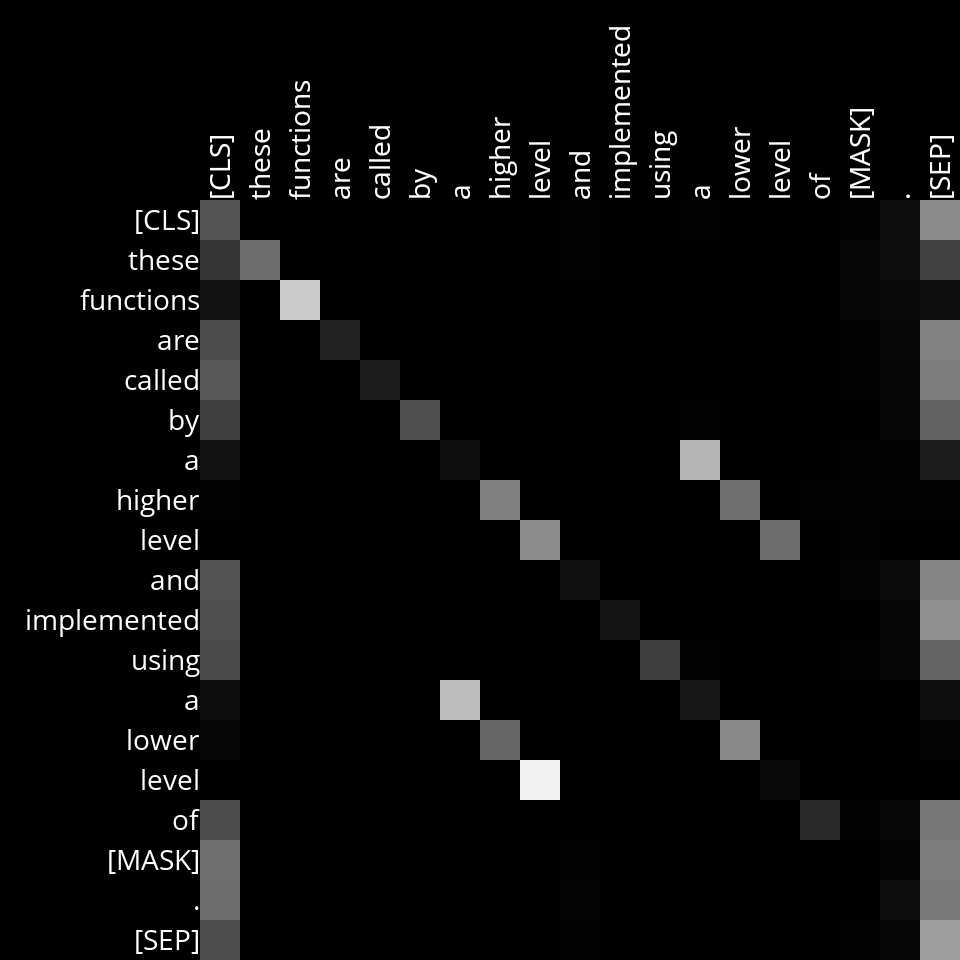 [CLS]
these
functions
are
called
by
a
higher
level
and
implemented
using
a
lower
level
of
[MASK]
.
[SEP]
[CLS]
these
functions
are
called
by
a
higher
level
and
implemented
using
a
lower
level
of
[MASK]
.
[SEP]